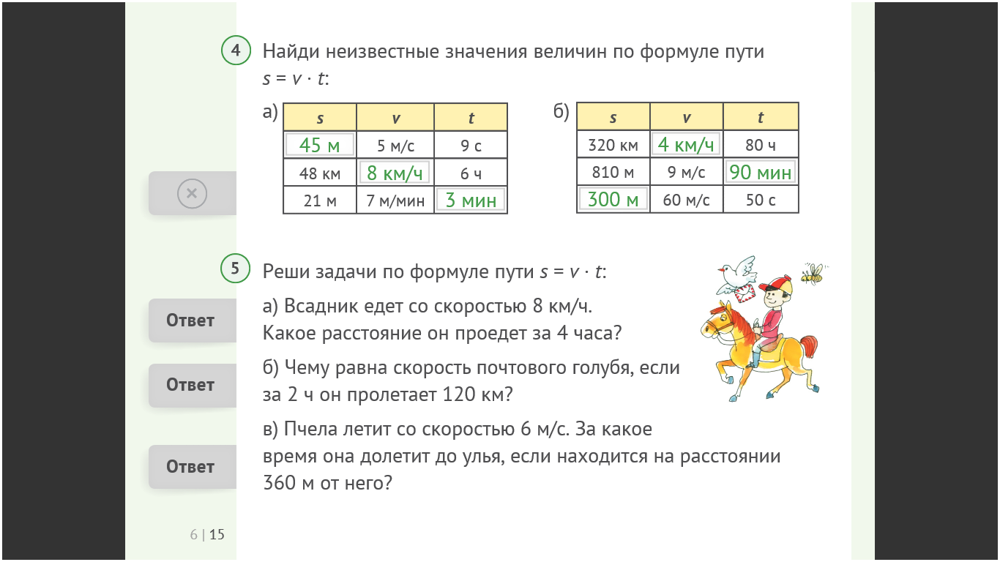 4 Найди неизвестные значения величин по формуле пути
s = v · t:
а)
s v t
45 м 5 м/с 9 с
48 км 8 км/ч 6 ч
21 м 7 м/мин 3 мин
б)
s v t
320 км 4 км/ч 80 ч
810 м 9 м/с 90 мин
300 м 60 м/с 50 с
5 Реши задачи по формуле пути s = v · t:
Ответ
а) Всадник едет со скоростью 8 км/ч.
Какое расстояние он проедет за 4 часа?
Ответ
б) Чему равна скорость почтового голубя, если
за 2 ч он пролетает 120 км?
Ответ
в) Пчела летит со скоростью 6 м/с. За какое
время она долетит до улья, если находится на расстоянии
360 м от него?
6 | 15